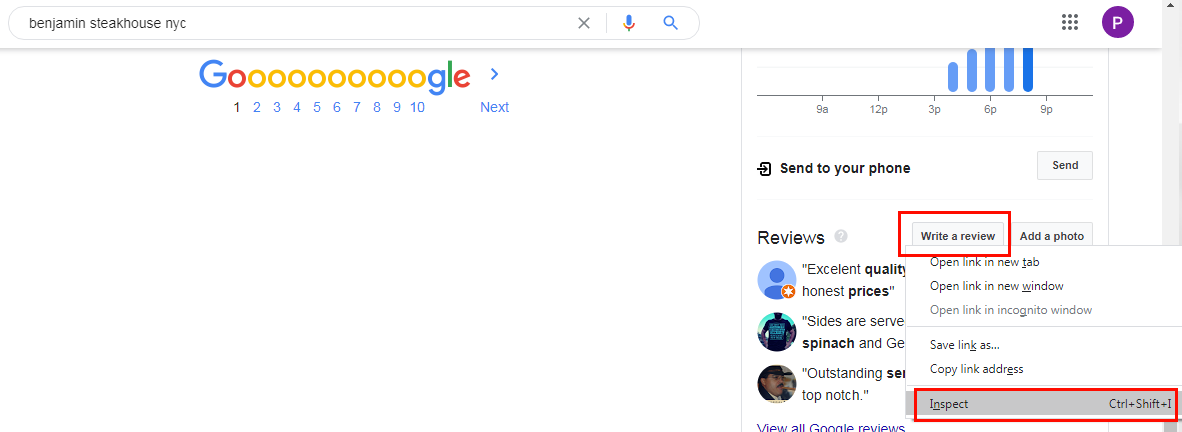 benjamin steakhouse nyc
P
Goooooooooogle
1 2 3 4 5 6 7 8 9 10 Next
9a 12p 3p 6p 9p
Send to your phone
Send
Reviews ?
Write a review
Add a photo
"Excelent quality
honest prices"
"Sides are serve
spinach and Ge
"Outstanding ser
top notch."
View all Google reviews
Open link in new tab
Open link in new window
Open link in incognito window
Save link as...
Copy link address
Inspect Ctrl+Shift+I